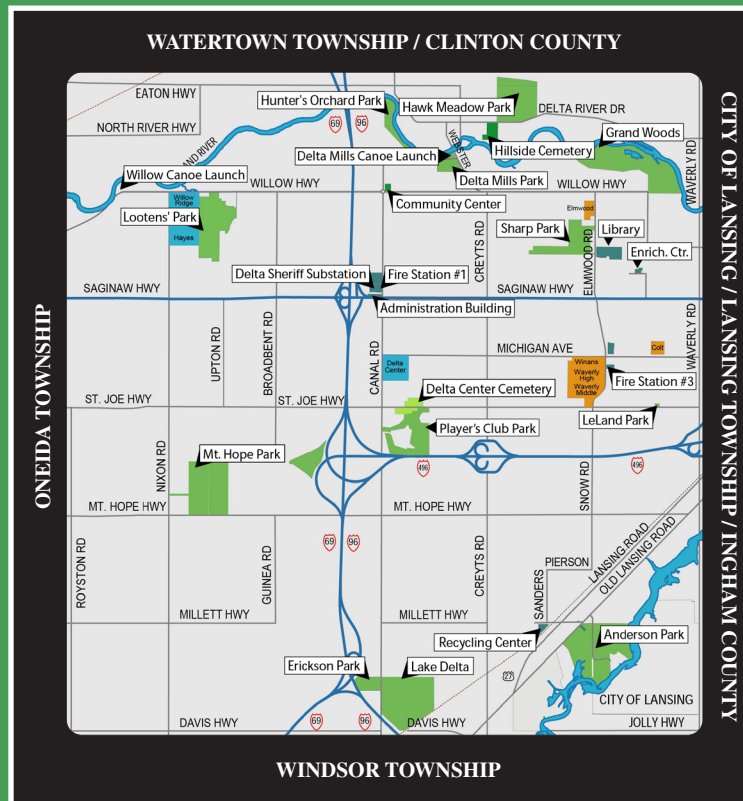 WATERTOWN TOWNSHIP / CLINTON COUNTY
EATON HWY
Hunter's Orchard Park
Hawk Meadow Park
DELTA RIVER DR
NORTH RIVER HWY
69 96
WEBSTER
Grand Woods
WAVERLY RD
Delta Mills Canoe Launch
Hillside Cemetery
AND RIVER
Willow Canoe Launch
Delta Mills Park
WILLOW HWY
WILLOW HWY
Willow Ridge
Community Center
Elmwood
Lootens' Park
Hayes
CREYTS RD
Sharp Park
ELMWOOD RD
Library
Enrich. Ctr.
Delta Sheriff Substation
Fire Station #1
SAGINAW HWY
SAGINAW HWY
Administration Building
UPTON RD
BROADBENT RD
CANAL RD
WAVERLY RD
MICHIGAN AVE
Colt
Delta Center
Winans
Waverly High
Waverly Middle
Fire Station #3
Delta Center Cemetery
ST. JOE HWY
ST. JOE HWY
LeLand Park
Player's Club Park
NIXON RD
Mt. Hope Park
496
496
SNOW RD
MT. HOPE HWY
MT. HOPE HWY
69 96
ROYSTON RD
GUINEA RD
CREYTS RD
LANSING ROAD
OLD LANSING ROAD
PIERSON
SANDERS
MILLETT HWY
MILLETT HWY
Recycling Center
Anderson Park
Erickson Park
Lake Delta
27
CITY OF LANSING
69 96
DAVIS HWY
DAVIS HWY
JOLLY HWY
ONEIDA TOWNSHIP
CITY OF LANSING / LANSING TOWNSHIP / INGHAM COUNTY
WINDSOR TOWNSHIP